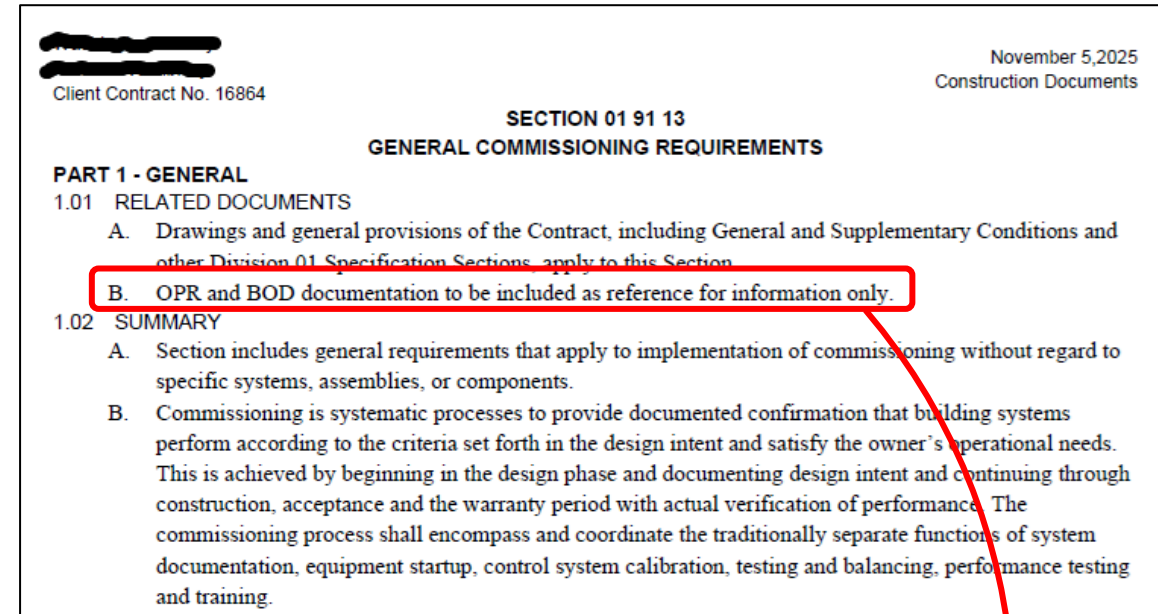 November 5,2025
Construction Documents
Client Contract No. 16864
SECTION 01 91 13
GENERAL COMMISSIONING REQUIREMENTS
PART 1 - GENERAL
1.01 RELATED DOCUMENTS
A. Drawings and general provisions of the Contract, including General and Supplementary Conditions and
other Division 01 Specification Sections, apply to this Section.
B. OPR and BOD documentation to be included as reference for information only.
1.02 SUMMARY
A. Section includes general requirements that apply to implementation of commissioning without regard to
specific systems, assemblies, or components.
B. Commissioning is systematic processes to provide documented confirmation that building systems
perform according to the criteria set forth in the design intent and satisfy the owner’s operational needs.
This is achieved by beginning in the design phase and documenting design intent and continuing through
construction, acceptance and the warranty period with actual verification of performance. The
commissioning process shall encompass and coordinate the traditionally separate functions of system
documentation, equipment startup, control system calibration, testing and balancing, performance testing
and training.